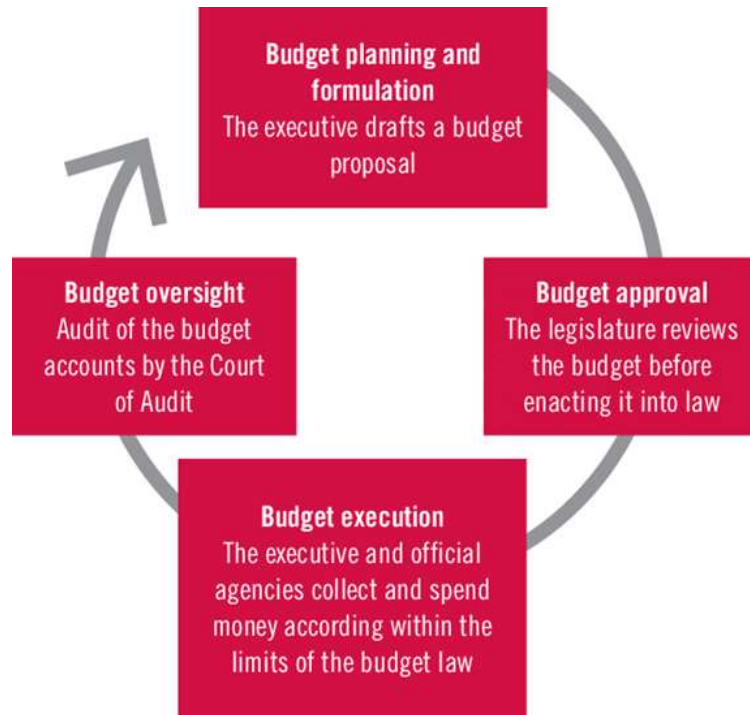 Budget planning and
formulation
The executive drafts a budget
proposal
Budget approval
The legislature reviews
the budget before
enacting it into law
Budget execution
The executive and official
agencies collect and spend
money according within the
limits of the budget law
Budget oversight
Audit of the budget
accounts by the Court
of Audit